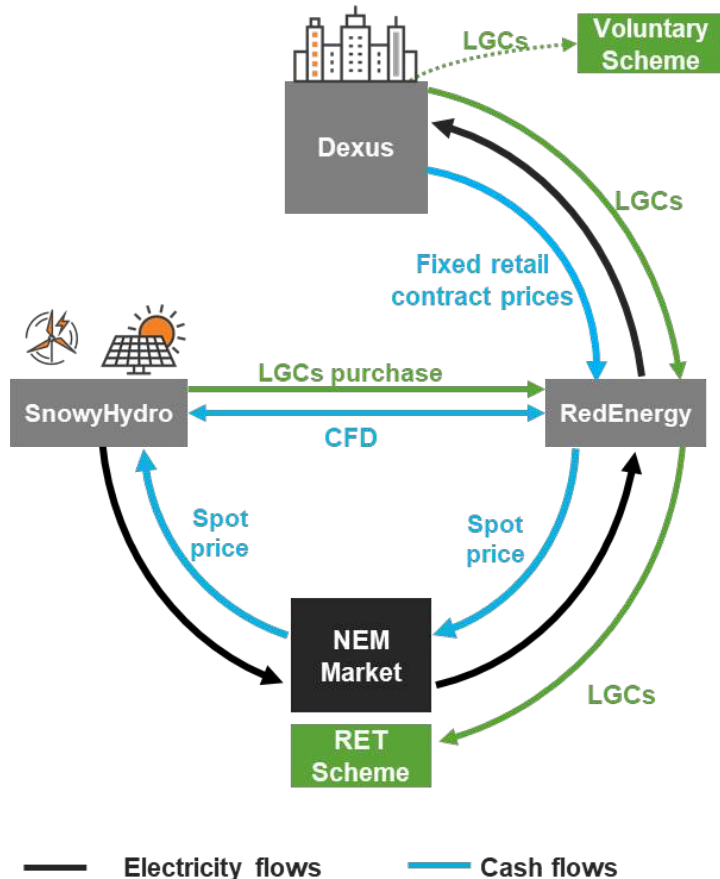 LGCs
Voluntary
Scheme
Dexus
LGCs
Fixed retail
contract prices
LGCs purchase
SnowyHydro
RedEnergy
CFD
Spot
price
Spot
price
NEM
Market
LGCs
RET
Scheme
Electricity flows
Cash flows